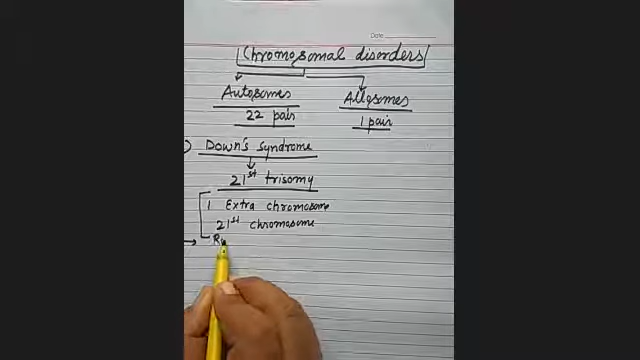 Date
Chromosomal disorders
Autosomes
Allosomes
22 pair
1 pair
Down's syndrome
21st trisomy
1 Extra chromosome
21st chromosome